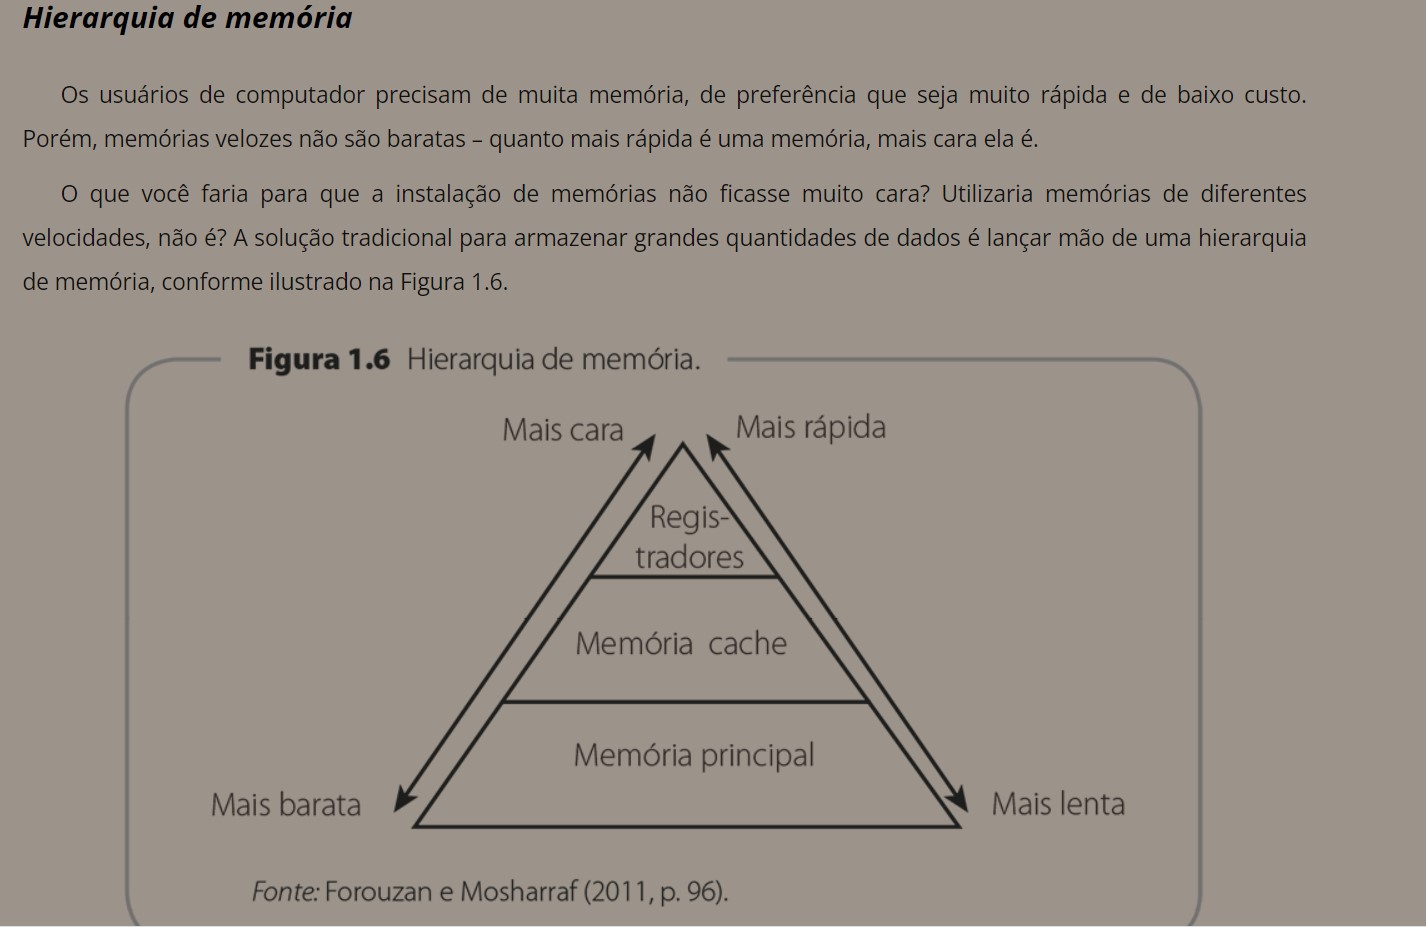 Hierarquia de memória
Os usuários de computador precisam de muita memória, de preferência que seja muito rápida e de baixo custo.
Porém, memórias velozes não são baratas – quanto mais rápida é uma memória, mais cara ela é.
O que você faria para que a instalação de memórias não ficasse muito cara? Utilizaria memórias de diferentes
velocidades, não é? A solução tradicional para armazenar grandes quantidades de dados é lançar mão de uma hierarquia
de memória, conforme ilustrado na Figura 1.6.
Figura 1.6 Hierarquia de memória.
Mais cara
Mais rápida
Regis-
tradores
Memória cache
Memória principal
Mais barata
Mais lenta
Fonte: Forouzan e Mosharraf (2011, p. 96).